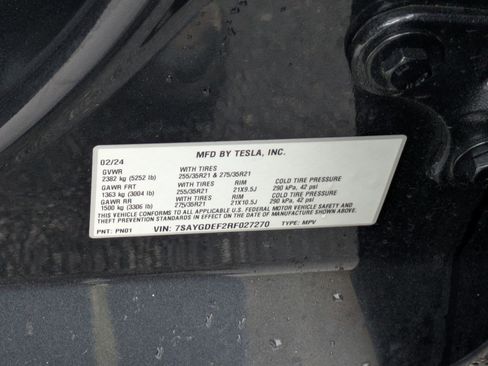 MFD BY TESLA, INC.
02/24
GVWR WITH TIRES
2382 kg (5252 lb) 255/35R21 & 275/35R21
GAWR FRT WITH TIRES RIM COLD TIRE PRESSURE
1363 kg (3004 lb) 255/35R21 21X9.5J 290 kPa, 42 psi
GAWR RR WITH TIRES RIM COLD TIRE PRESSURE
1500 kg (3306 lb) 275/35R21 21X10.5J 290 kPa, 42 psi
THIS VEHICLE CONFORMS TO ALL APPLICABLE FEDERAL MOTOR VEHICLE SAFETY AND
THEFT PREVENTION STANDARDS IN EFFECT ON THE DATE OF MANUFACTURE SHOWN ABOVE.
PNT: PN01 VIN: 7SAYGDEF2RF027270 TYPE: MPV